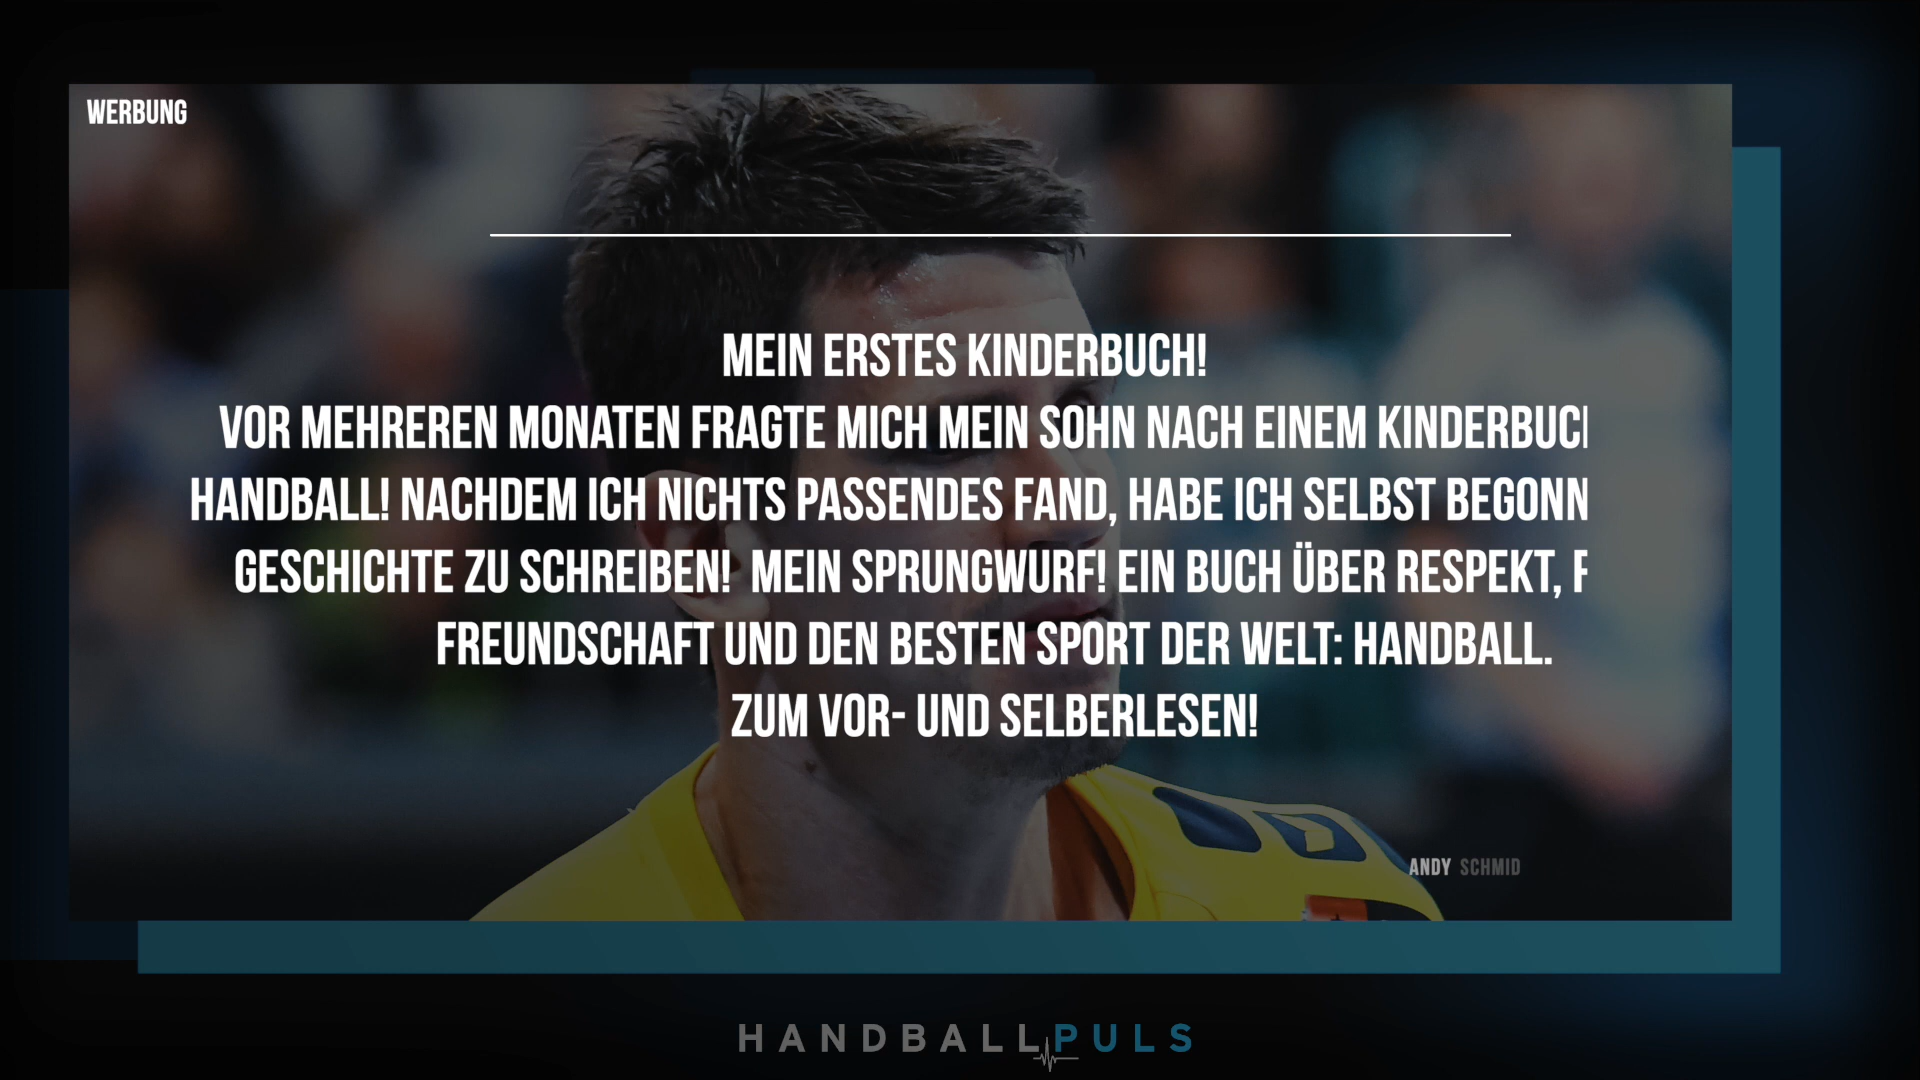 WERBUNG
MEIN ERSTES KINDERBUCH!
VOR MEHREREN MONATEN FRAGTE MICH MEIN SOHN NACH EINEM
HANDBALL! NACHDEM ICH NICHTS PASSENDES FAND, HABE ICH SELBST
GESCHICHTE ZU SCHREIBEN! MEIN SPRUNGWURF! EIN BUCH ÜBER RESPEKT,
FREUNDSCHAFT UND DEN BESTEN SPORT DER WELT: HANDBALL.
ZUM VOR- UND SELBERLESEN!
ANDY SCHMID
HANDBALLPULS